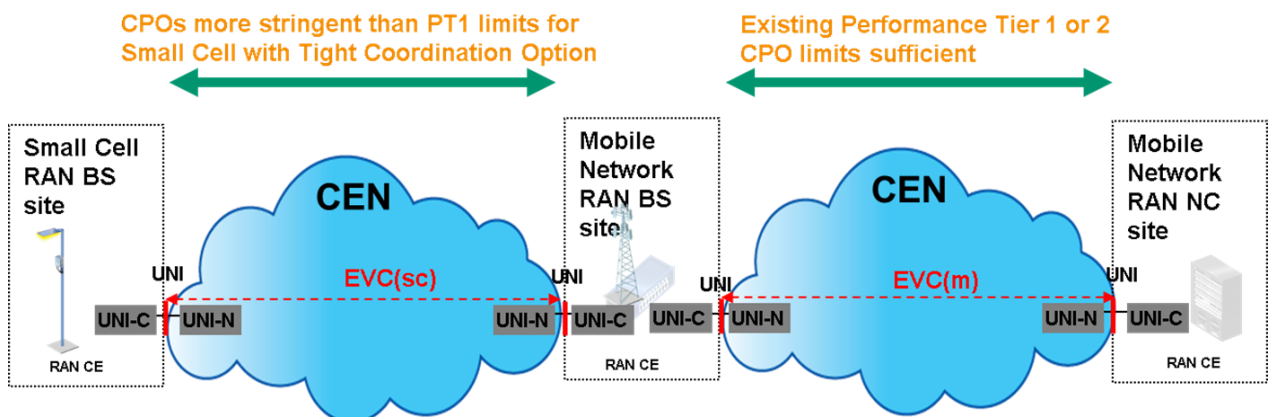 CPOs more stringent than PT1 limits for
Small Cell with Tight Coordination Option
Existing Performance Tier 1 or 2
CPO limits sufficient
Small Cell
RAN BS
site
CEN
Mobile
Network
RAN BS
site
CEN
Mobile
Network
RAN NC
site
UNI
EVC(sc)
UNI
UNI
EVC(m)
UNI
UNI-C
UNI-N
UNI-N
UNI-C
UNI-C
UNI-N
UNI-N
UNI-C
RAN CE
RAN CE
RAN CE